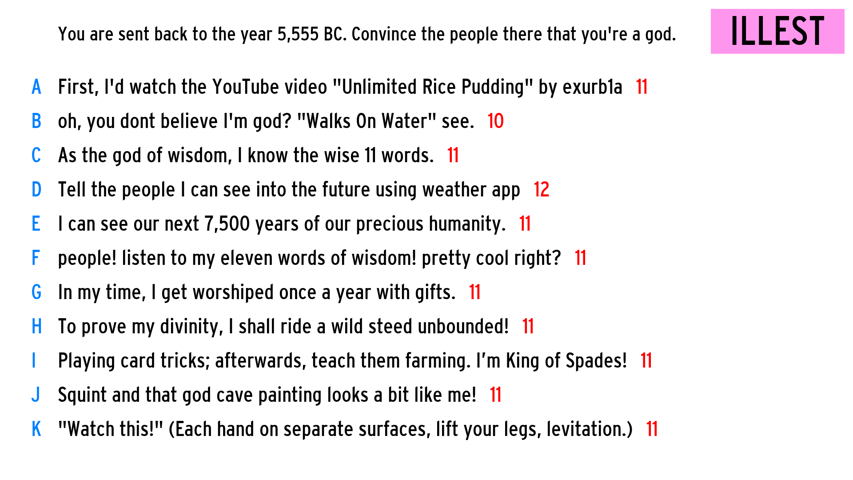 You are sent back to the year 5,555 BC. Convince the people there that you're a god.
ILLEST
A First, I'd watch the YouTube video "Unlimited Rice Pudding" by exurb1a 11
B oh, you dont believe I'm god? "Walks On Water" see. 10
C As the god of wisdom, I know the wise 11 words. 11
D Tell the people I can see into the future using weather app 12
E I can see our next 7,500 years of our precious humanity. 11
F people! listen to my eleven words of wisdom! pretty cool right? 11
G In my time, I get worshiped once a year with gifts. 11
H To prove my divinity, I shall ride a wild steed unbounded! 11
I Playing card tricks; afterwards, teach them farming. I’m King of Spades! 11
J Squint and that god cave painting looks a bit like me! 11
K "Watch this!" (Each hand on separate surfaces, lift your legs, levitation.) 11